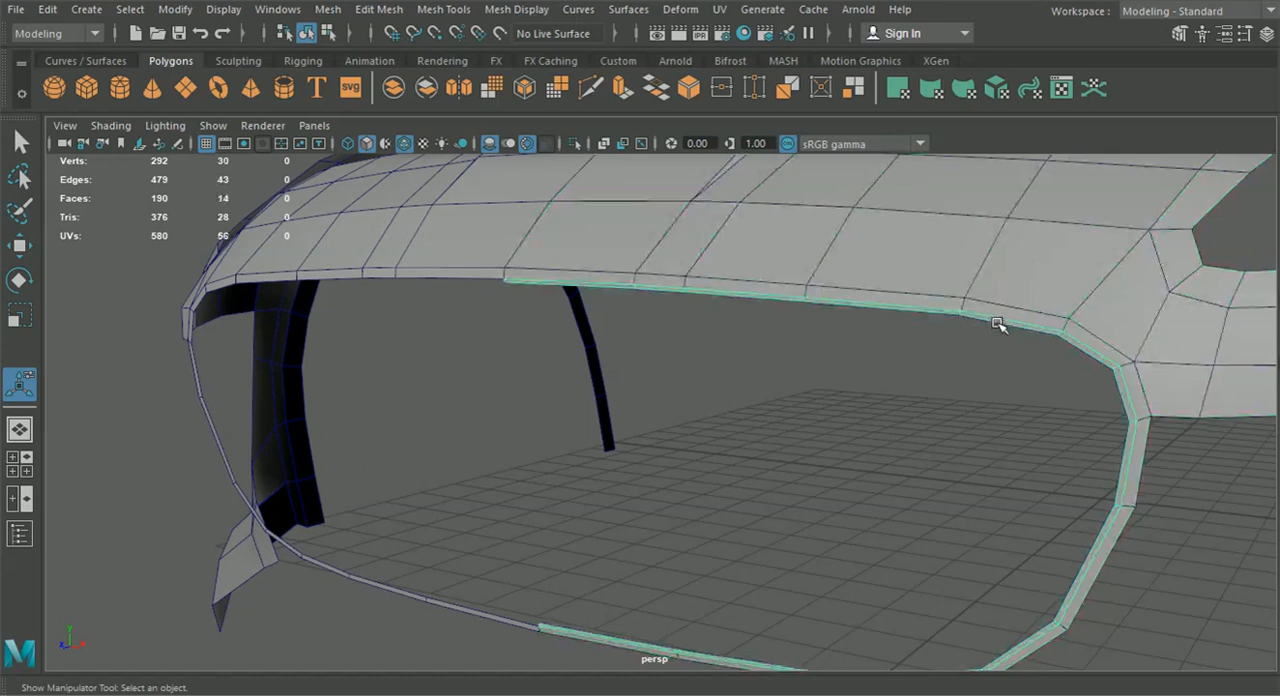 File Edit Create Select Modify Display Windows Mesh Edit Mesh Mesh Tools Mesh Display Curves Surfaces Deform UV Generate Cache Arnold Help Workspace: Modeling - Standard
Modeling No Live Surface Sign In
Curves / Surfaces Polygons Sculpting Rigging Animation Rendering FX FX Caching Custom Arnold Bifrost MASH Motion Graphics XGen
T SVG
View Shading Lighting Show Renderer Panels
0.00 1.00 sRGB gamma
Verts: 292 30 0
Edges: 479 43 0
Faces: 190 14 0
Tris: 376 28 0
UVs: 580 56 0
persp
Show Manipulator Tool: Select an object.